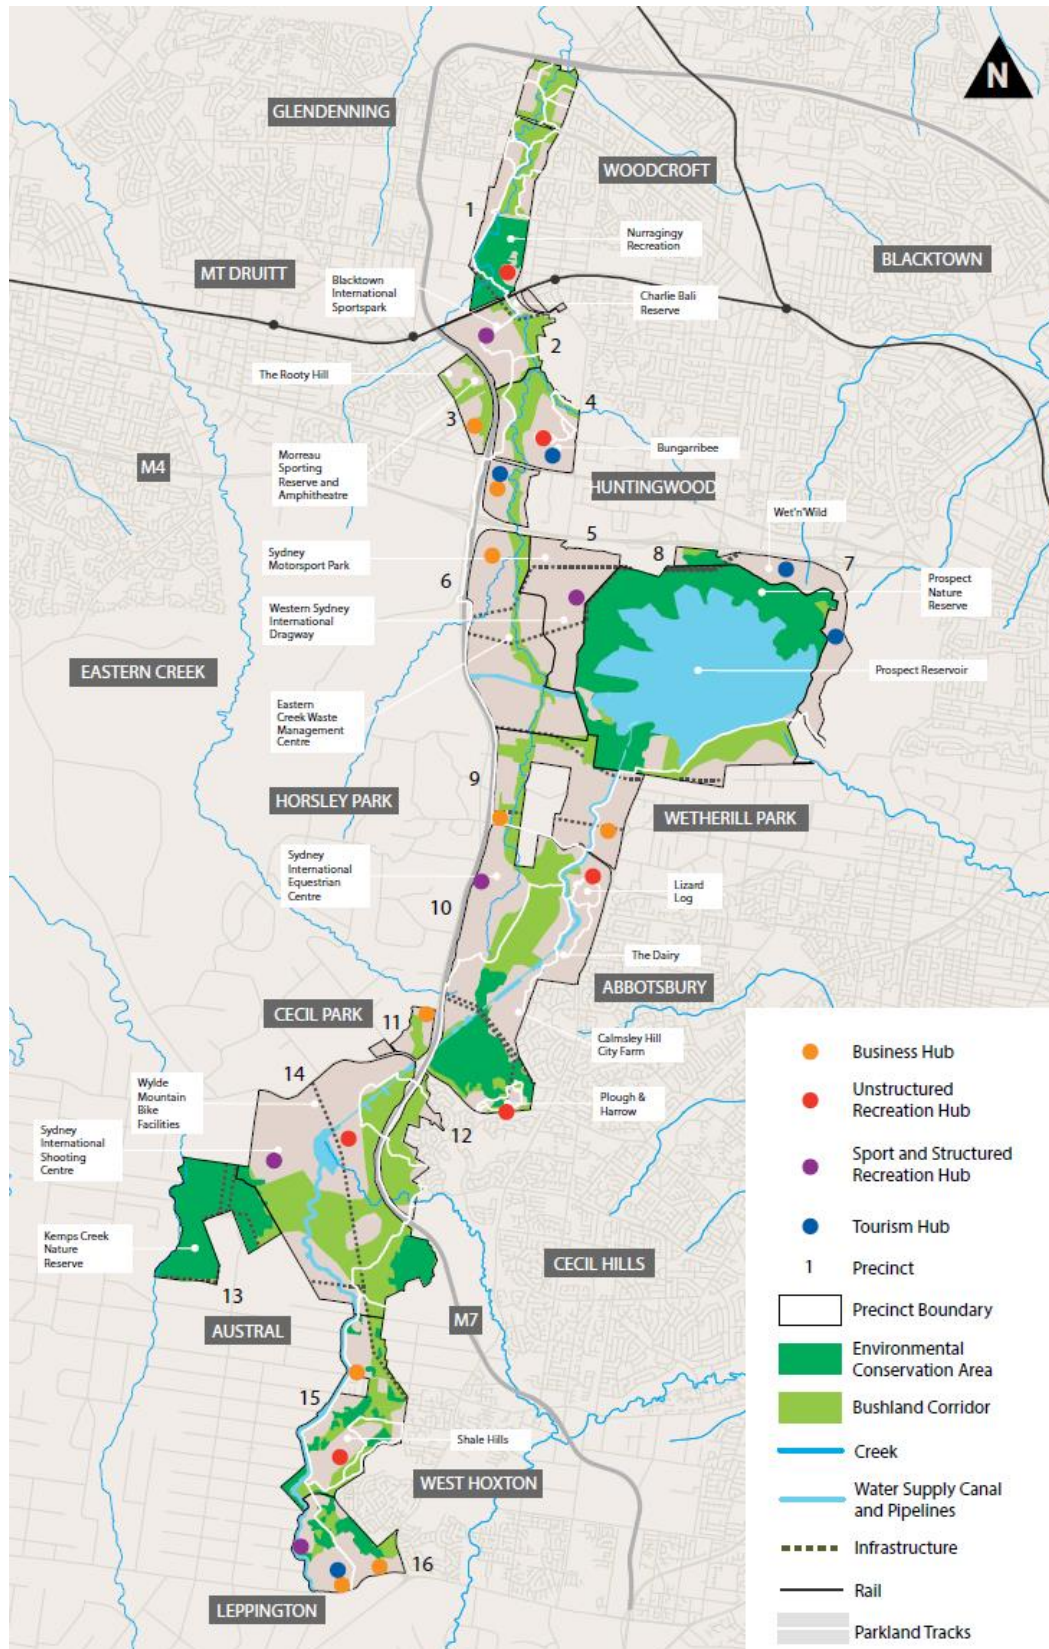 N
GLENDENNING
WOODCROFT
1
Nurragingy
Recreation
BLACKTOWN
MT DRUITT
Blacktown
International
Sportspark
Charlie Bali
Reserve
2
The Rooty Hill
4
3
Bungarribee
M4
Morreau
Sporting
Reserve and
Amphitheatre
HUNTINGWOOD
Wet'n'Wild
5
8
7
Sydney
Motorsport Park
6
Prospect
Nature
Reserve
Western Sydney
International
Dragway
EASTERN CREEK
Prospect Reservoir
Eastern
Creek Waste
Management
Centre
9
HORSLEY PARK
WETHERILL PARK
Sydney
International
Equestrian
Centre
Lizard
Log
10
The Dairy
ABBOTSBURY
CECIL PARK
11
Calmsley Hill
City Farm
14
Wylde
Mountain
Bike
Facilities
Plough &
Harrow
12
Sydney
International
Shooting
Centre
Kemps Creek
Nature
Reserve
CECIL HILLS
13
AUSTRAL
M7
15
Shale Hills
WEST HOXTON
16
LEPPINGTON
Business Hub
Unstructured
Recreation Hub
Sport and Structured
Recreation Hub
Tourism Hub
1 Precinct
Precinct Boundary
Environmental
Conservation Area
Bushland Corridor
Creek
Water Supply Canal
and Pipelines
Infrastructure
Rail
Parkland Tracks